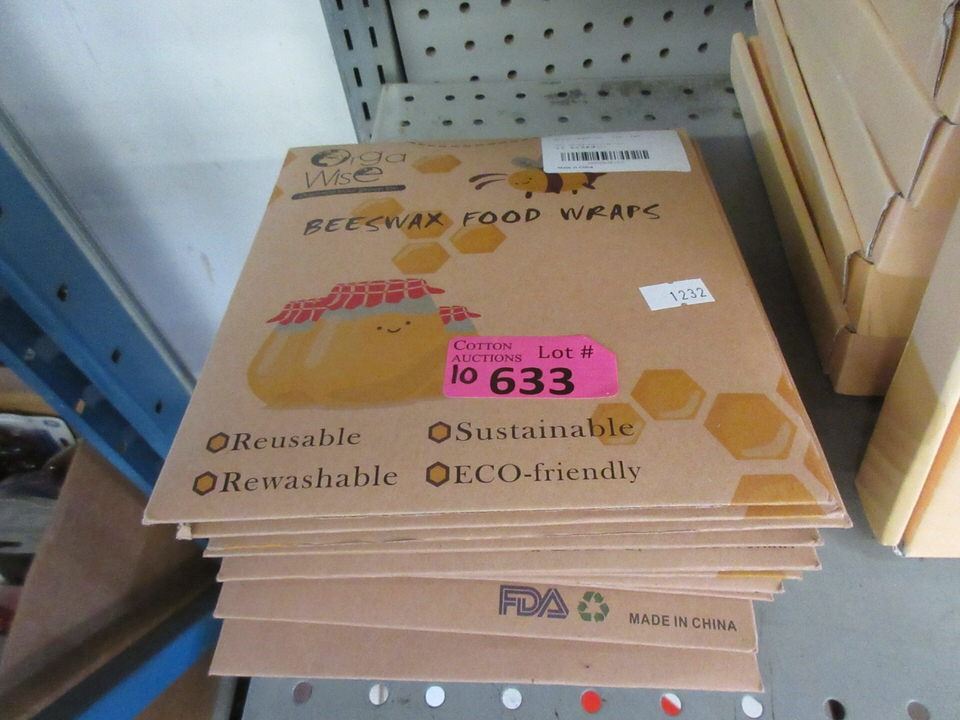 Orga
Wise
BEESWAX FOOD WRAPS
1232
COTTON
AUCTIONS
Lot #
10 633
Reusable
Sustainable
Rewashable
ECO-friendly
FDA
MADE IN CHINA